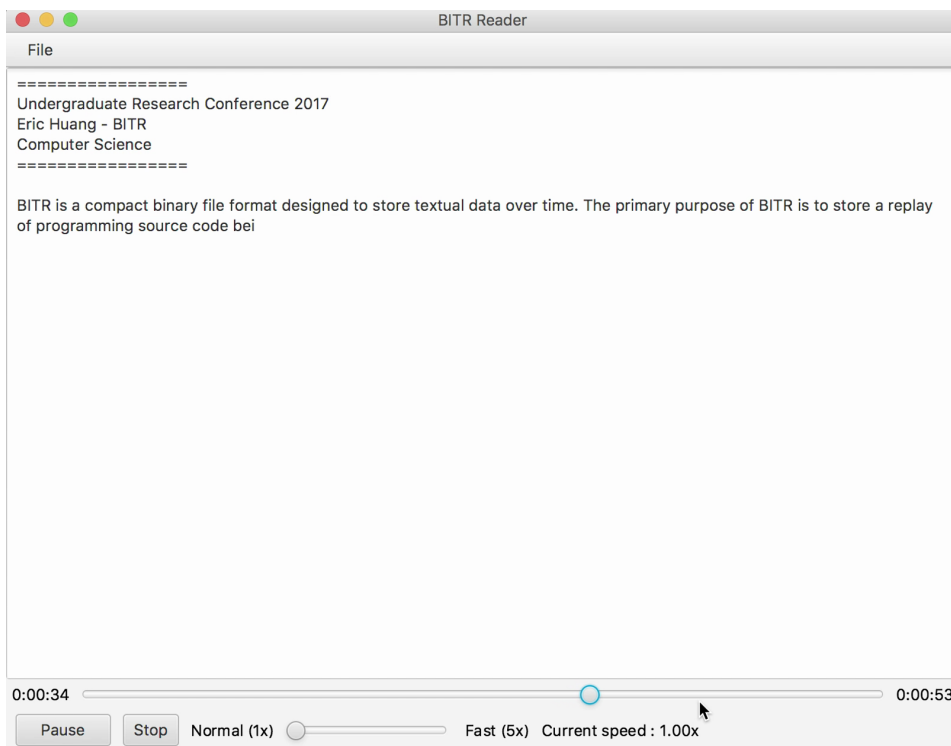 BITR Reader
File
=================
Undergraduate Research Conference 2017
Eric Huang - BITR
Computer Science
=================
BITR is a compact binary file format designed to store textual data over time. The primary purpose of BITR is to store a replay
of programming source code bei
0:00:34 0:00:53
Pause Stop Normal (1x) Fast (5x) Current speed : 1.00x